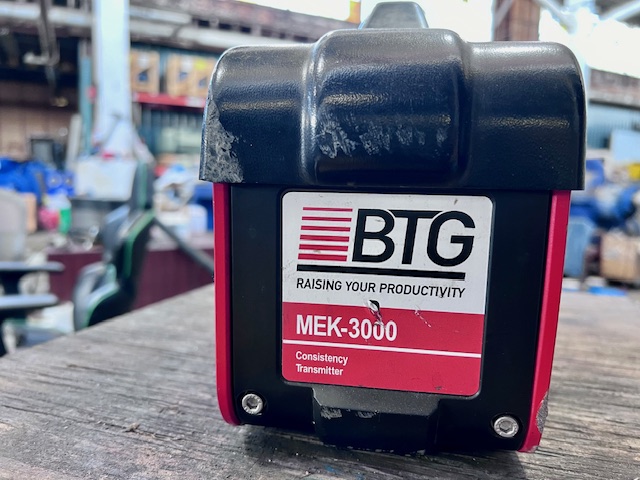 BTG
RAISING YOUR PRODUCTIVITY
MEK-3000
Consistency
Transmitter